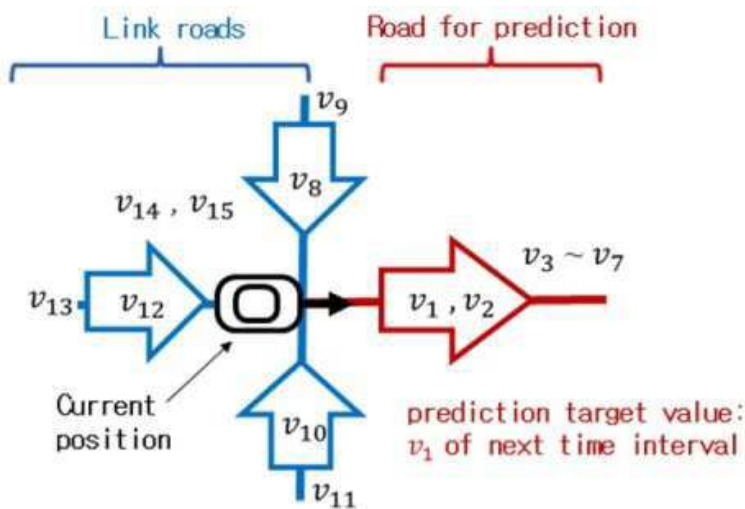 Link roads
Road for prediction
v₉
v₈
v₁₄ , v₁₅
v₃ ~ v₇
v₁₃
v₁₂
v₁ , v₂
Current
position
v₁₀
prediction target value:
v₁ of next time interval
v₁₁